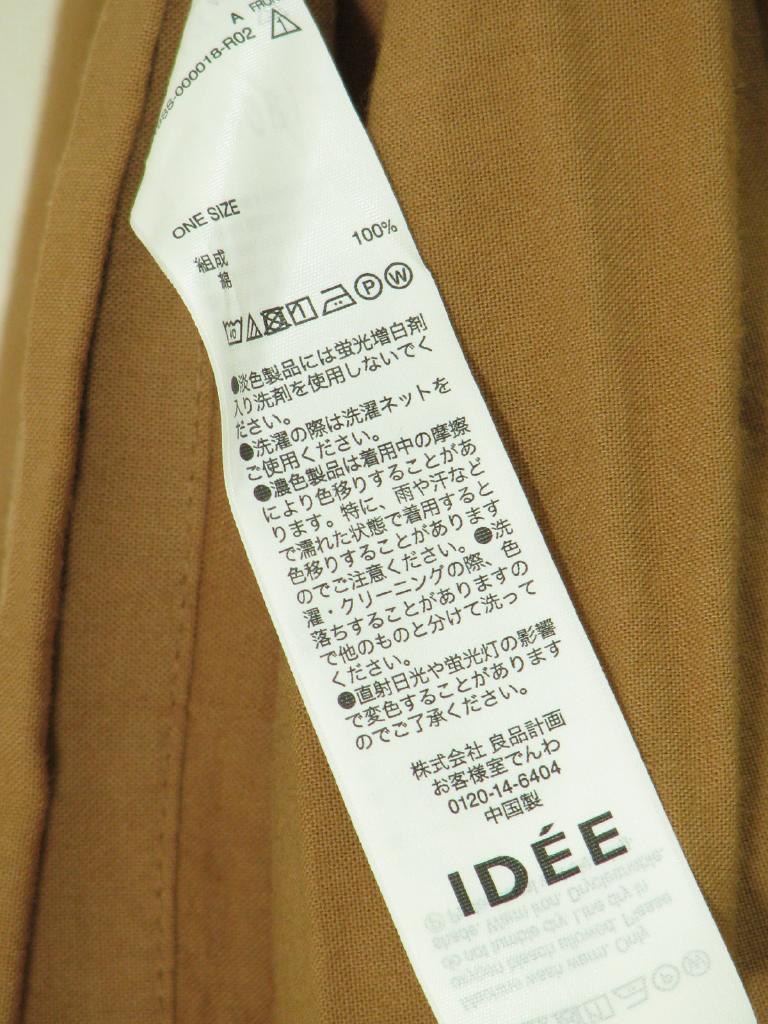 A FRO
000018-R02
ONE SIZE
組成
綿 100%
40 P W
●淡色製品には蛍光増白剤
入り洗剤を使用しないでく
ださい。
●洗濯の際は洗濯ネットを
ご使用ください。
●濃色製品は着用中の摩擦
により色移りすることがあ
ります。特に、雨や汗など
で濡れた状態で着用すると
色移りすることがあります
のでご注意ください。●洗
濯・クリーニングの際、色
落ちすることがありますの
で他のものと分けて洗って
ください。
●直射日光や蛍光灯の影響
で変色することがあります
のでご了承ください。
株式会社 良品計画
お客様室でんわ
0120-14-6404
中国製
IDÉE